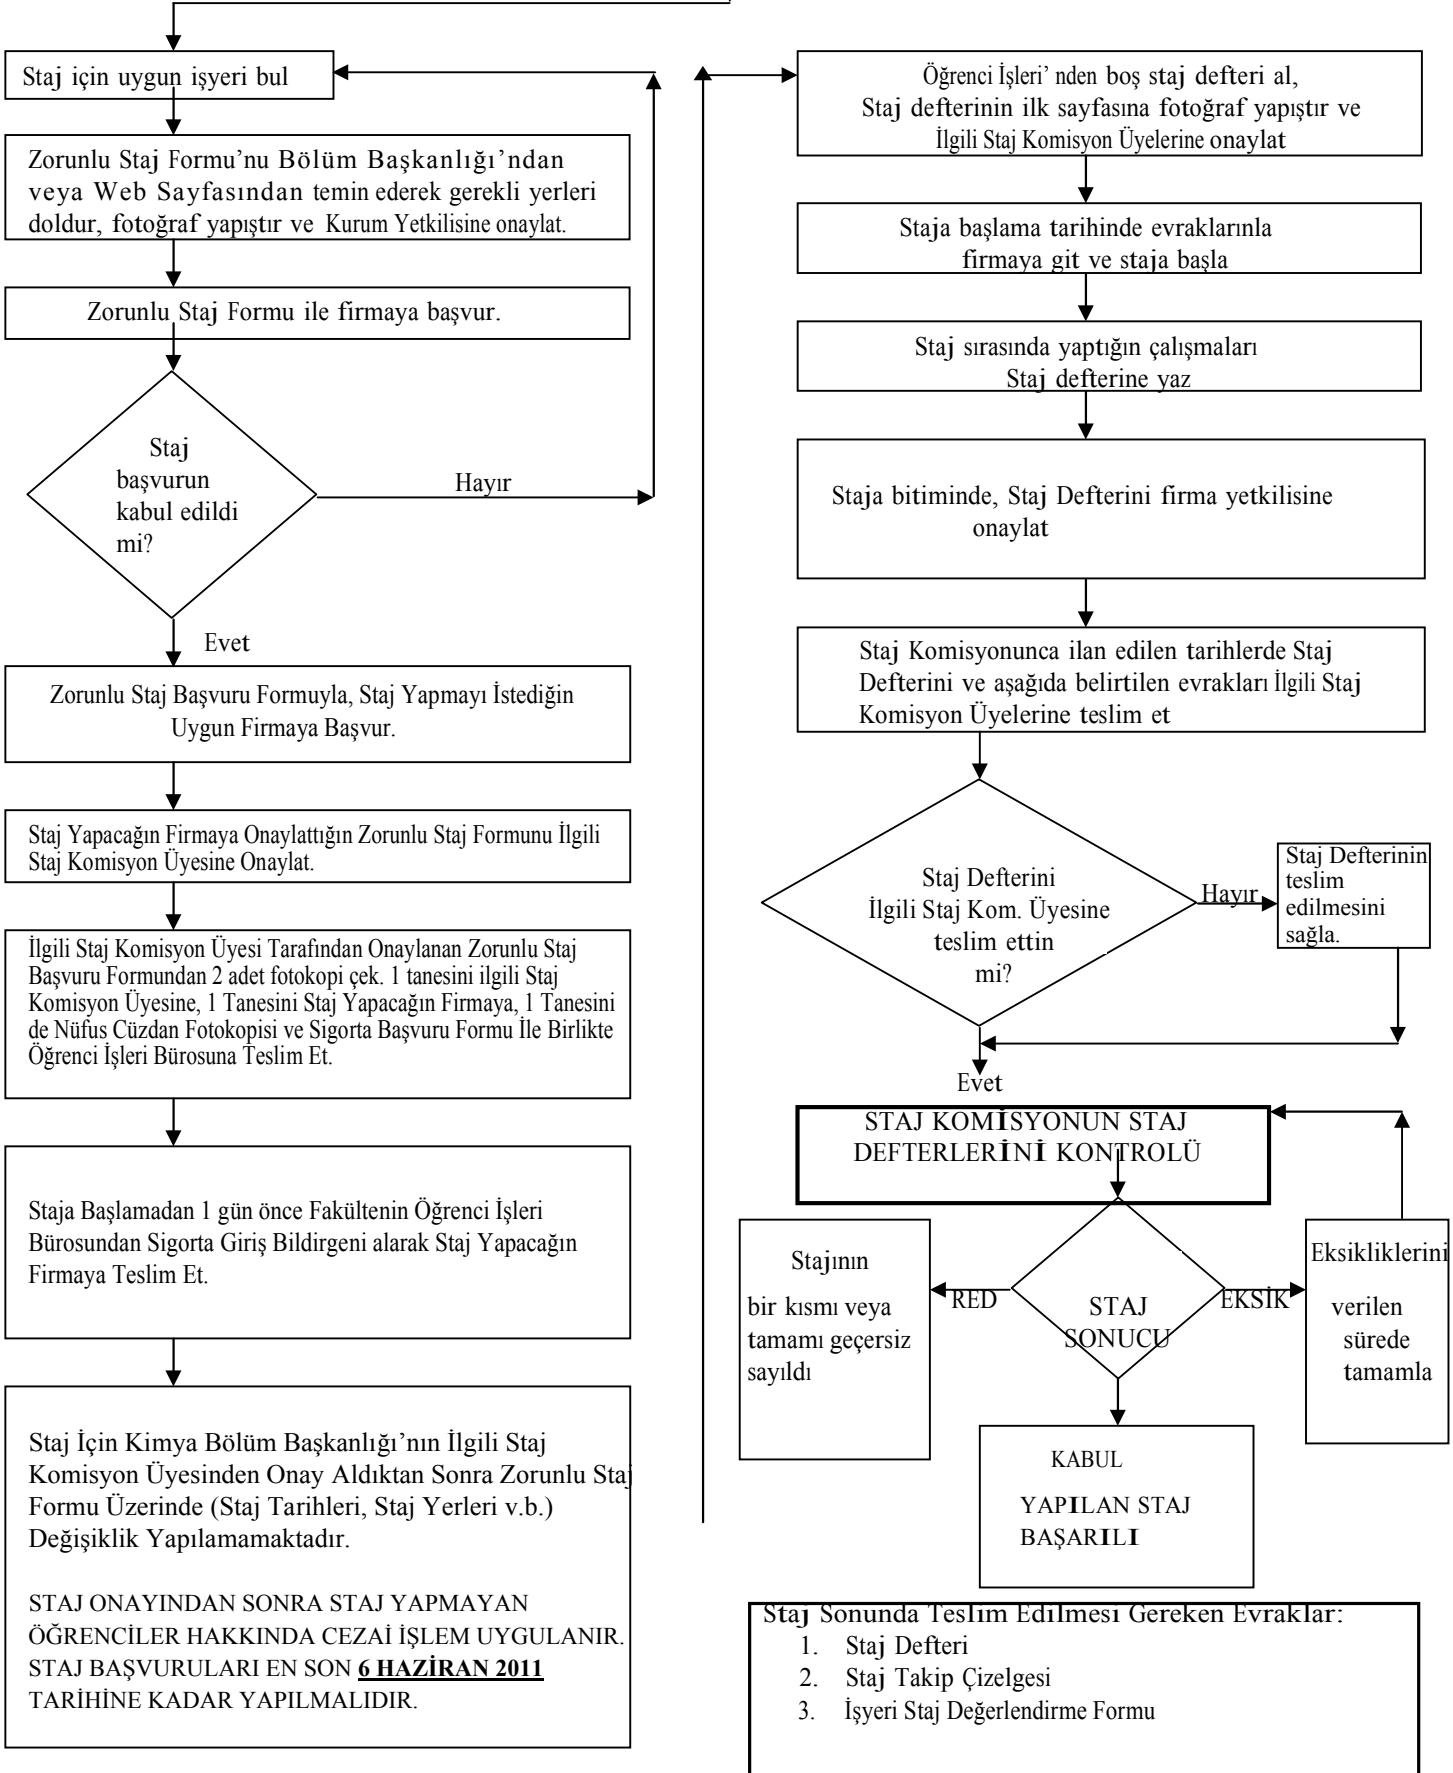 Staj için uygun işyeri bul
Zorunlu Staj Formu’nu Bölüm Başkanlığı’ndan
veya Web Sayfasından temin ederek gerekli yerleri
doldur, fotoğraf yapıştır ve Kurum Yetkilisine onaylat.
Zorunlu Staj Formu ile firmaya başvur.
Staj
başvurun
kabul edildi
mi?
Hayır
Evet
Zorunlu Staj Başvuru Formuyla, Staj Yapmayı İstediğin
Uygun Firmaya Başvur.
Staj Yapacağın Firmaya Onaylattığın Zorunlu Staj Formunu İlgili
Staj Komisyon Üyesine Onaylat.
İlgili Staj Komisyon Üyesi Tarafından Onaylanan Zorunlu Staj
Başvuru Formundan 2 adet fotokopi çek. 1 tanesini ilgili Staj
Komisyon Üyesine, 1 Tanesini Staj Yapacağın Firmaya, 1 Tanesini
de Nüfus Cüzdan Fotokopisi ve Sigorta Başvuru Formu İle Birlikte
Öğrenci İşleri Bürosuna Teslim Et.
Staja Başlamadan 1 gün önce Fakültenin Öğrenci İşleri
Bürosundan Sigorta Giriş Bildirgeni alarak Staj Yapacağın
Firmaya Teslim Et.
Staj İçin Kimya Bölüm Başkanlığı’nın İlgili Staj
Komisyon Üyesinden Onay Aldıktan Sonra Zorunlu Staj
Formu Üzerinde (Staj Tarihleri, Staj Yerleri v.b.)
Değişiklik Yapılamamaktadır.
STAJ ONAYINDAN SONRA STAJ YAPMAYAN
ÖĞRENCİLER HAKKINDA CEZAİ İŞLEM UYGULANIR.
STAJ BAŞVURULARI EN SON 6 HAZİRAN 2011
TARİHİNE KADAR YAPILMALIDIR.
Öğrenci İşleri’ nden boş staj defteri al,
Staj defterinin ilk sayfasına fotoğraf yapıştır ve
İlgili Staj Komisyon Üyelerine onaylat
Staja başlama tarihinde evraklarınla
firmaya git ve staja başla
Staj sırasında yaptığın çalışmaları
Staj defterine yaz
Staja bitiminde, Staj Defterini firma yetkilisine
onaylat
Staj Komisyonunca ilan edilen tarihlerde Staj
Defterini ve aşağıda belirtilen evrakları İlgili Staj
Komisyon Üyelerine teslim et
Staj Defterini
İlgili Staj Kom. Üyesine
teslim ettin
mi?
Hayır
Staj Defterinin
teslim
edilmesini
sağla.
Evet
STAJ KOMİSYONUN STAJ
DEFTERLERİNİ KONTROLÜ
Stajının
bir kısmı veya
tamamı geçersiz
sayıldı
RED
STAJ
SONUCU
EKSİK
Eksikliklerini
verilen
sürede
tamamla
KABUL
YAPILAN STAJ
BAŞARILI
Staj Sonunda Teslim Edilmesi Gereken Evraklar:
1. Staj Defteri
2. Staj Takip Çizelgesi
3. İşyeri Staj Değerlendirme Formu